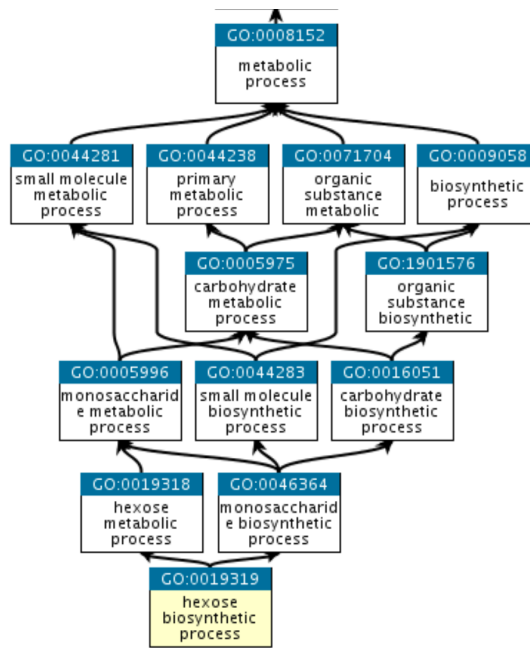 GO:0008152
metabolic
process
GO:0044281
small molecule
metabolic
process
GO:0044238
primary
metabolic
process
GO:0071704
organic
substance
metabolic
GO:0009058
biosynthetic
process
GO:0005975
carbohydrate
metabolic
process
GO:1901576
organic
substance
biosynthetic
GO:0005996
monosaccharid
e metabolic
process
GO:0044283
small molecule
biosynthetic
process
GO:0016051
carbohydrate
biosynthetic
process
GO:0019318
hexose
metabolic
process
GO:0046364
monosaccharid
e biosynthetic
process
GO:0019319
hexose
biosynthetic
process